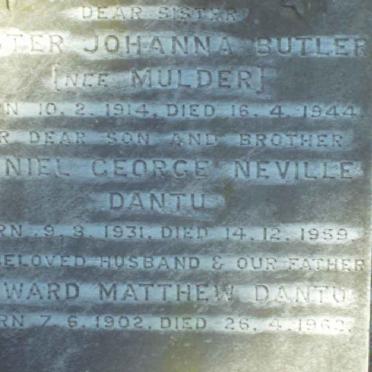 DEAR SISTER
TER JOHANNA BUTLER
[NEE MULDER]
N 10. 2. 1914, DIED 16. 4. 1944
R DEAR SON AND BROTHER
NIEL GEORGE NEVILLE
DANTU
RN 9. 8 1931, DIED 14. 12. 1959
BELOVED HUSBAND & OUR FATHER
WARD MATTHEW DANTU
RN 7. 6. 1902, DIED 26. 4. 1962.